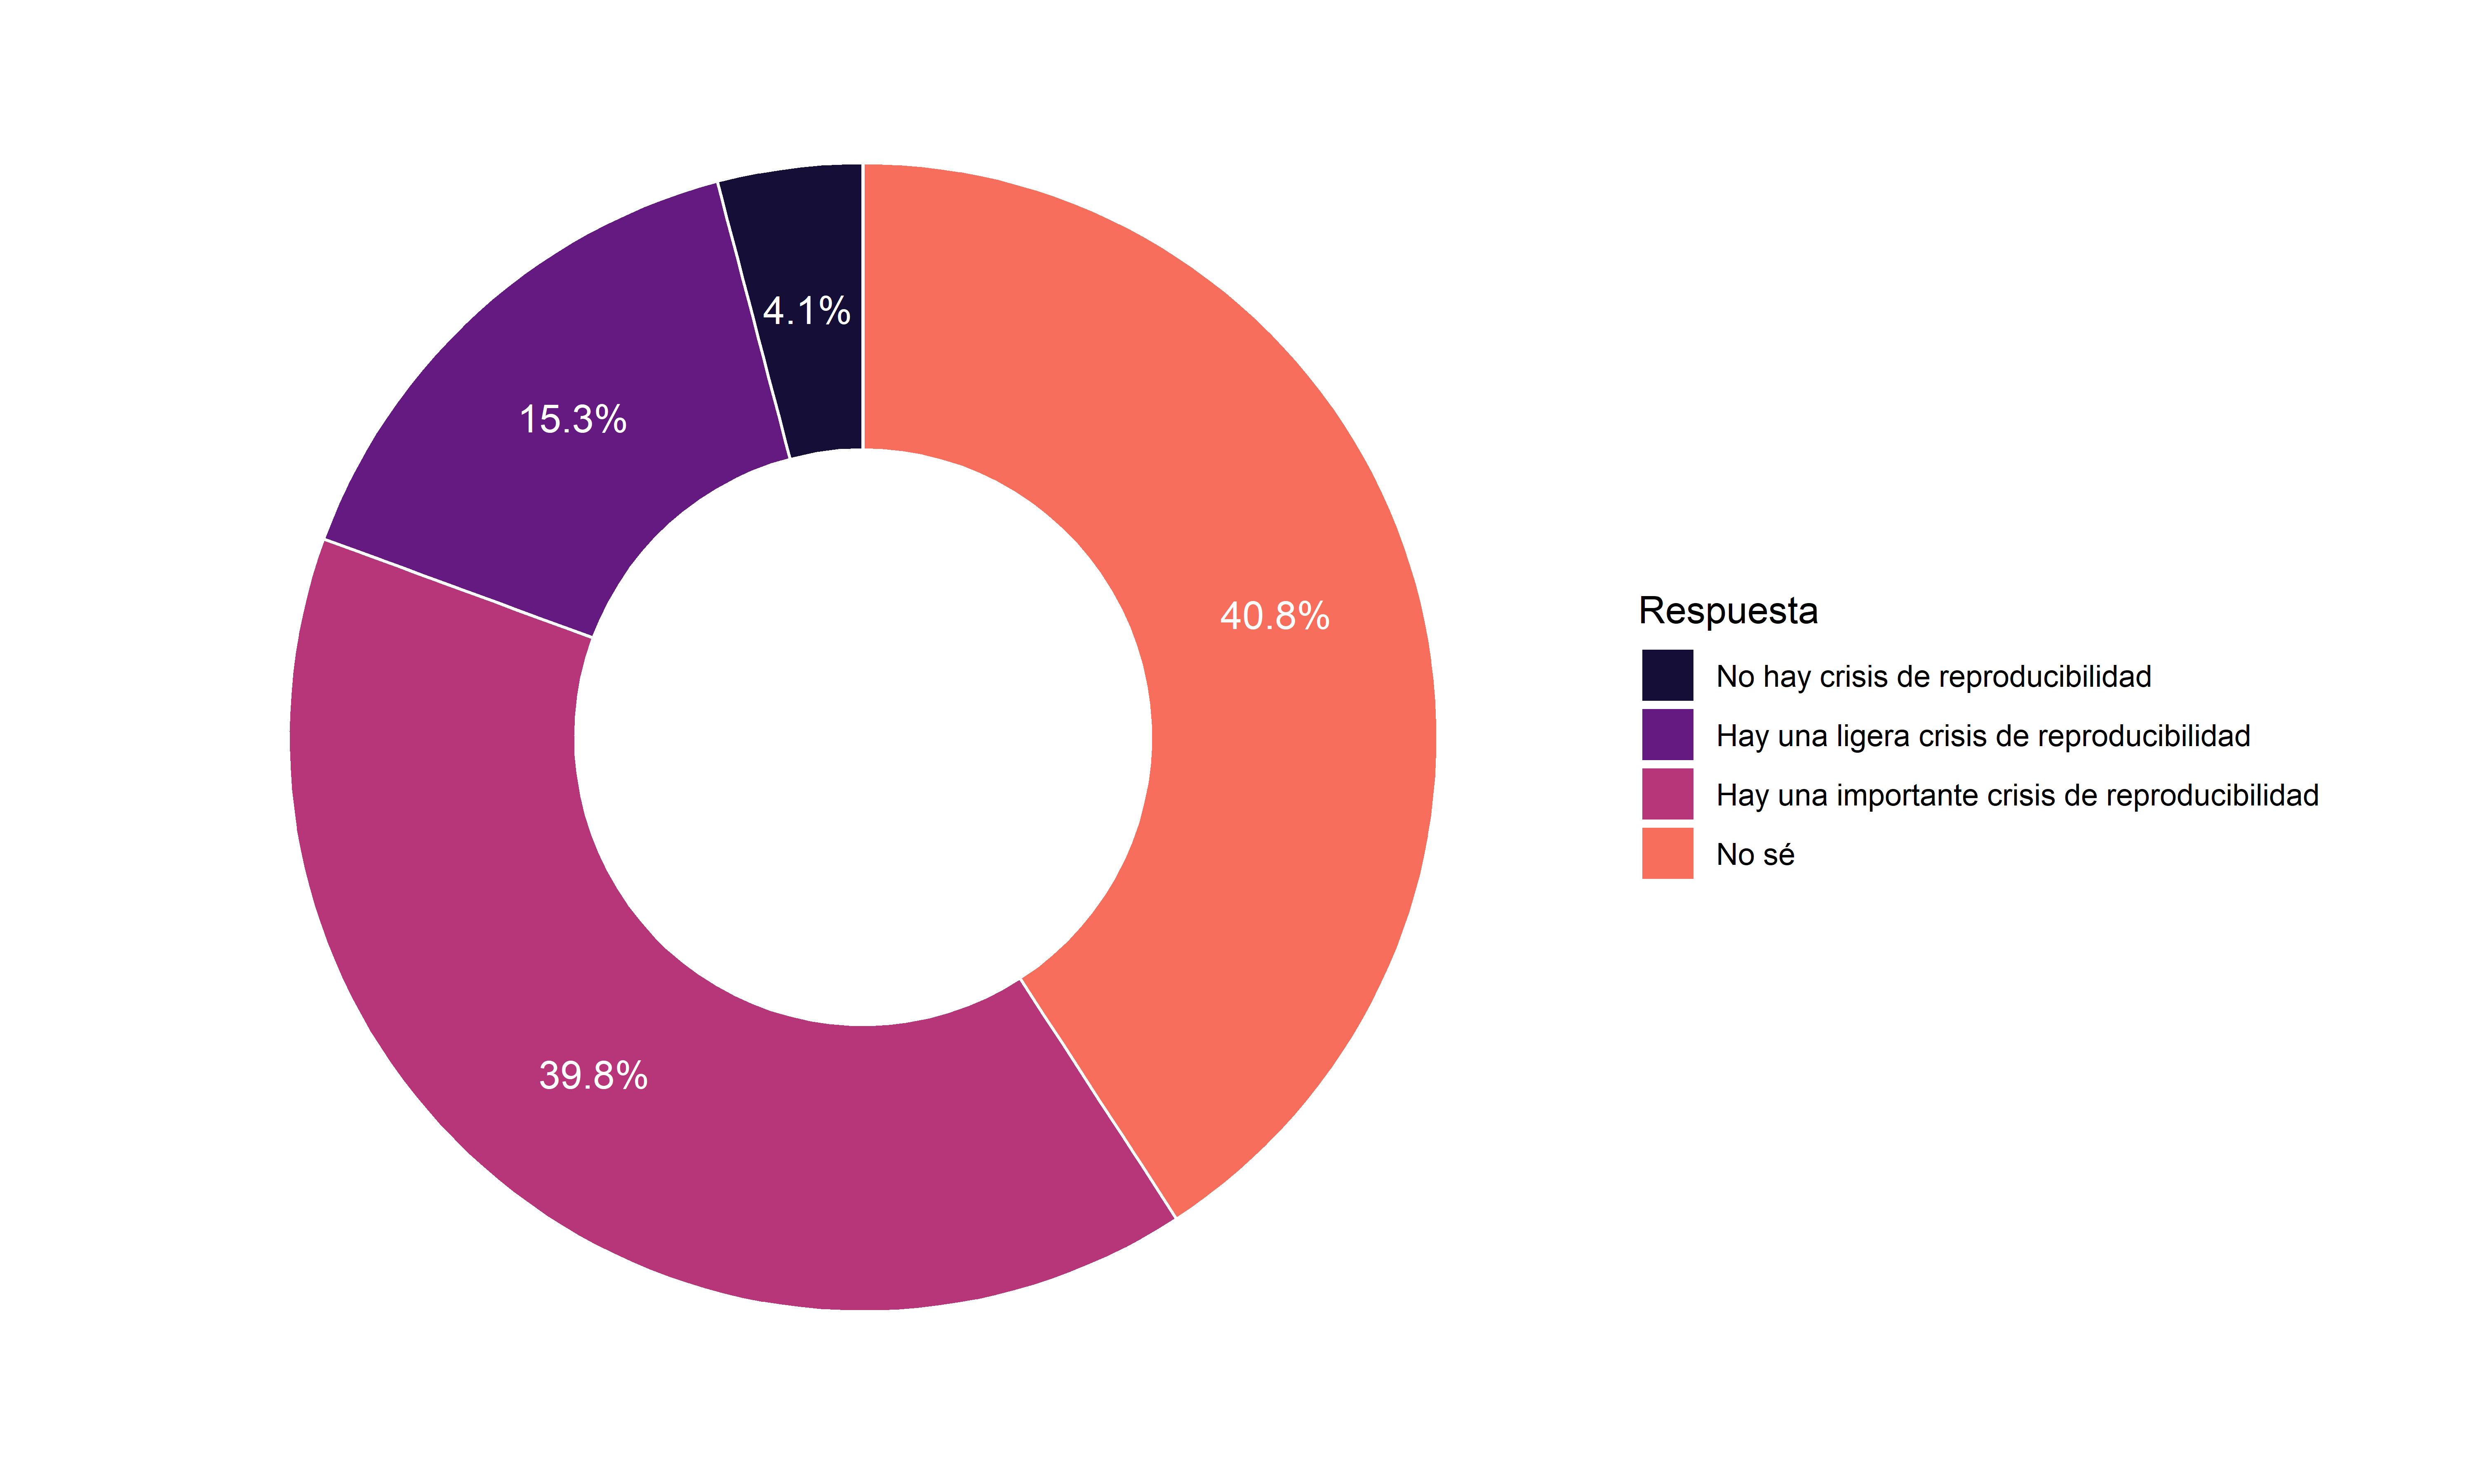 4.1%
15.3%
40.8%
39.8%
Respuesta
No hay crisis de reproducibilidad
Hay una ligera crisis de reproducibilidad
Hay una importante crisis de reproducibilidad
No sé